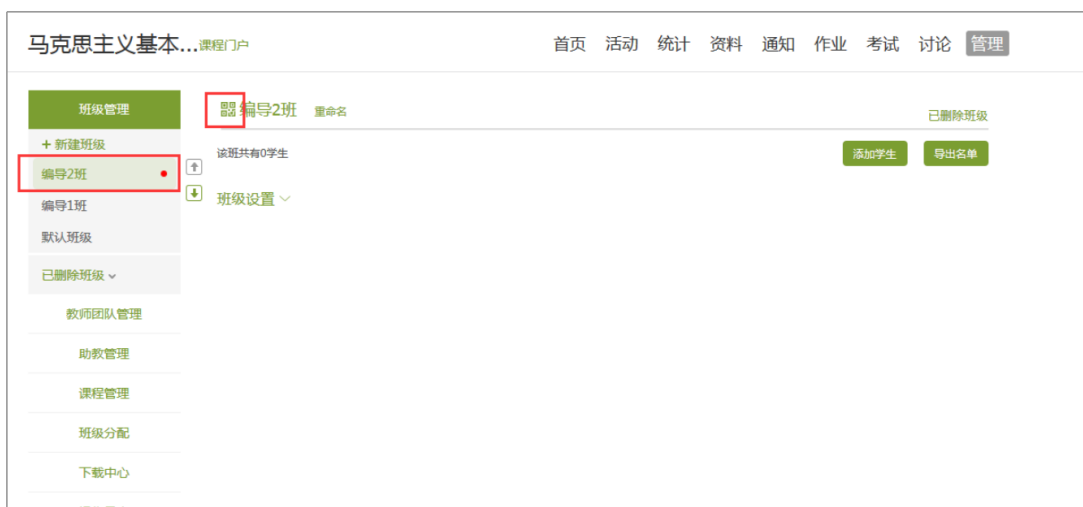 马克思主义基本...课程门户 首页 活动 统计 资料 通知 作业 考试 讨论 管理
班级管理
编导2班 重命名
已删除班级
+ 新建班级
该班共有0学生
添加学生 导出名单
编导2班
班级设置
编导1班
默认班级
已删除班级
教师团队管理
助教管理
课程管理
班级分配
下载中心